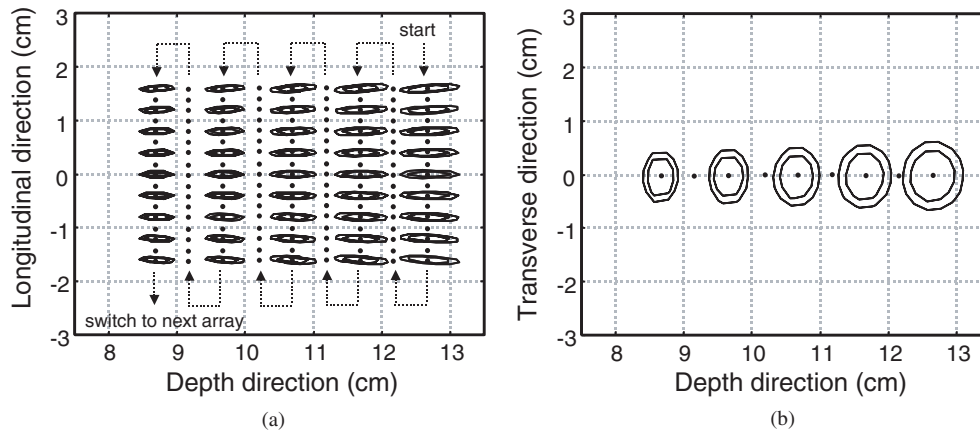 3
2
1
0
-1
-2
-3
Longitudinal direction (cm)
start
switch to next array
8 9 10 11 12 13
Depth direction (cm)
(a)
3
2
1
0
-1
-2
-3
Transverse direction (cm)
8 9 10 11 12 13
Depth direction (cm)
(b)